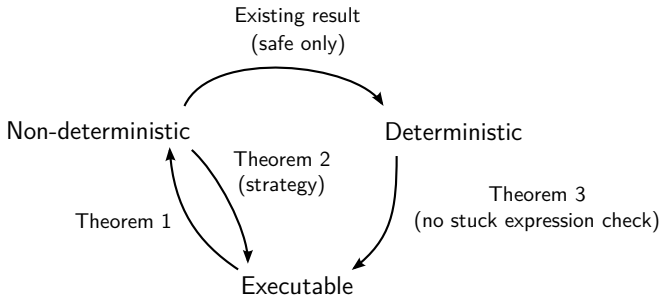 Existing result
(safe only)
Non-deterministic
Deterministic
Theorem 2
(strategy)
Theorem 3
(no stuck expression check)
Theorem 1
Executable